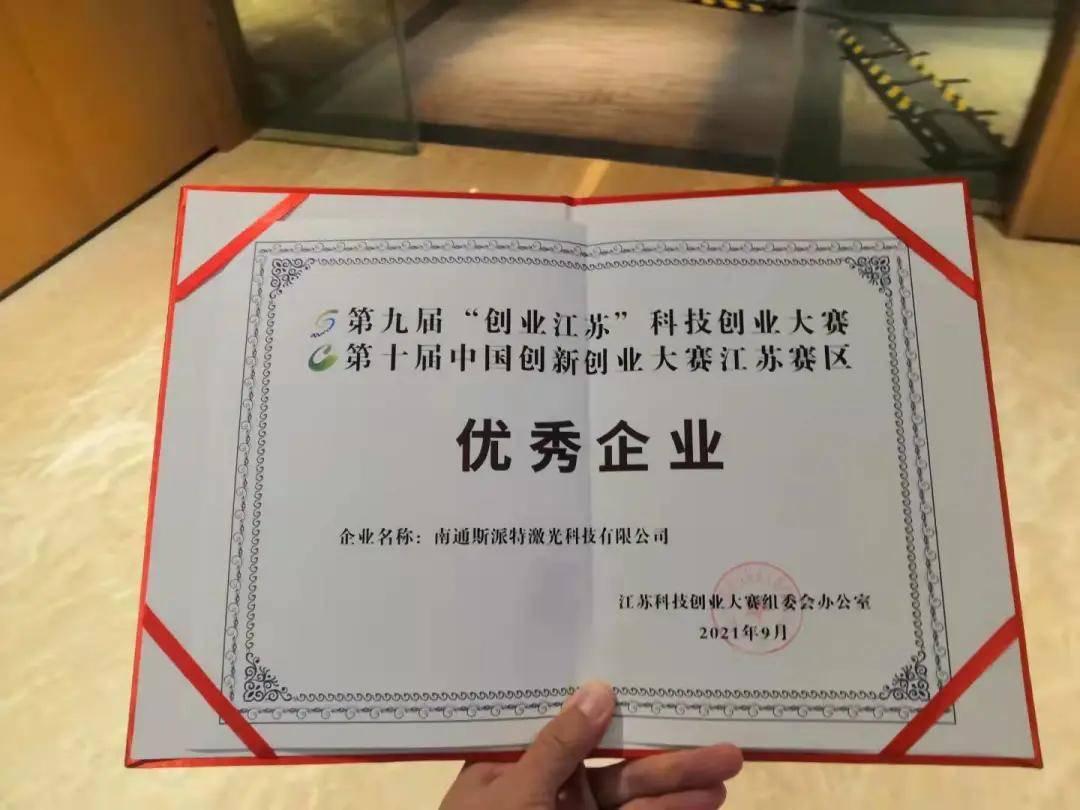 第九届“创业江苏”科技创业大赛
第十届中国创新创业大赛江苏赛区
优秀企业
企业名称：南通斯派特激光科技有限公司
江苏科技创业大赛组委会办公室
2021年9月